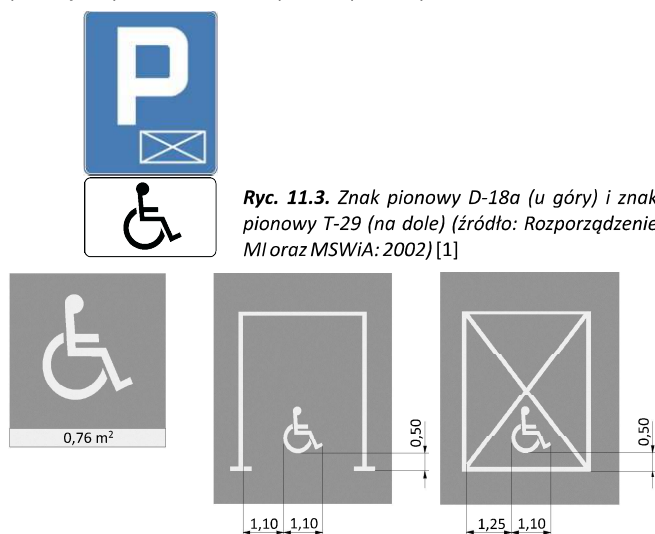 P
Ryc. 11.3. Znak pionowy D-18a (u góry) i znak
pionowy T-29 (na dole) (źródło: Rozporządzenie
MI oraz MSWiA: 2002) [1]
0,76 m²
0,50
1,10 1,10
0,50
1,25 1,10